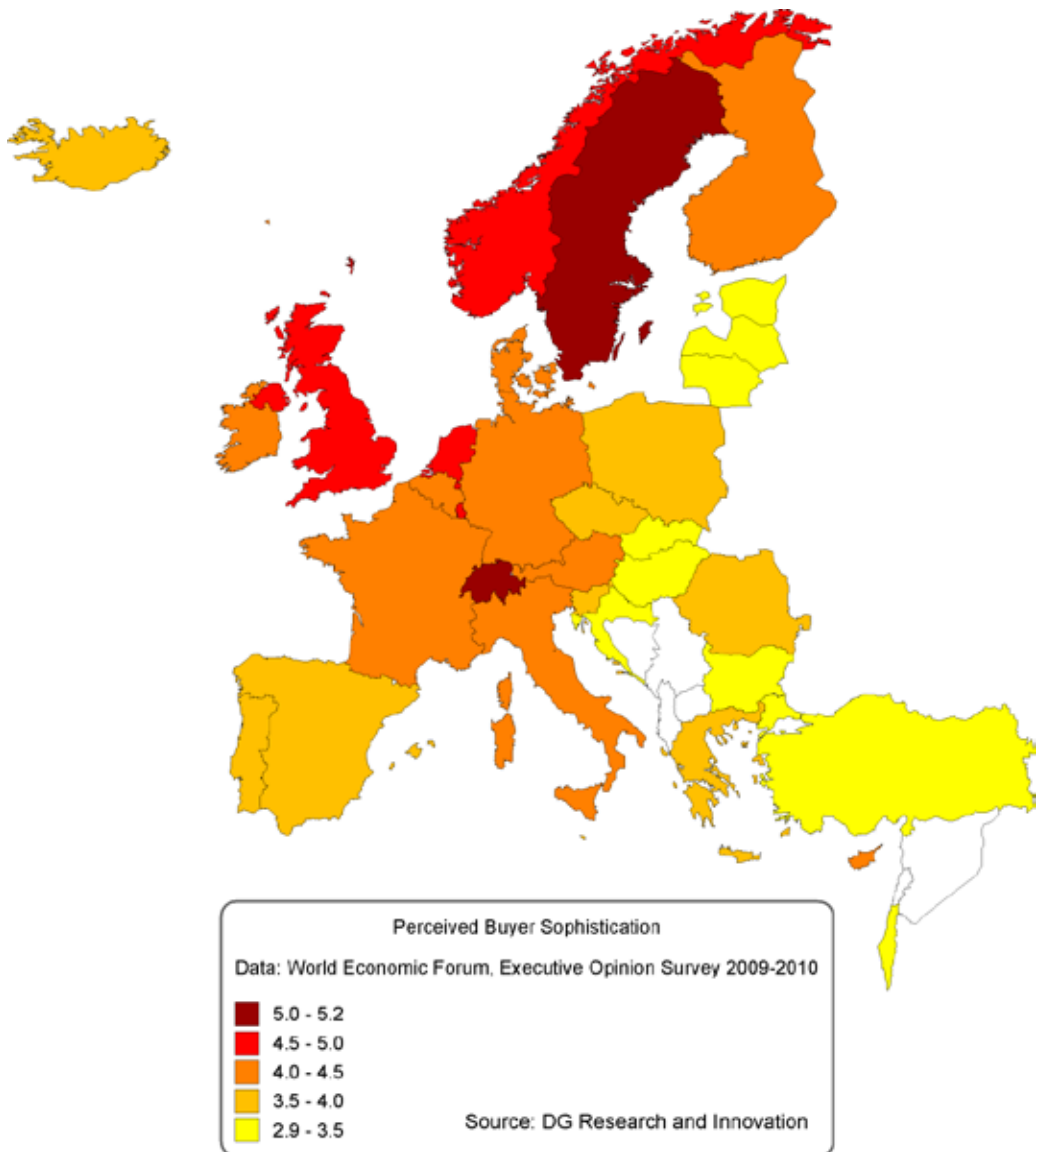 Perceived Buyer Sophistication
Data: World Economic Forum, Executive Opinion Survey 2009-2010
5.0 - 5.2
4.5 - 5.0
4.0 - 4.5
3.5 - 4.0
2.9 - 3.5
Source: DG Research and Innovation